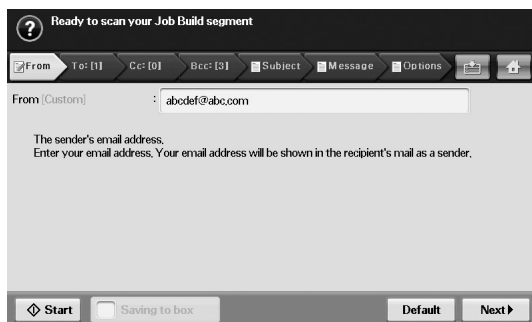 Ready to scan your Job Build segment
From To: [1] Cc: [0] Bcc: [3] Subject Message Options
From [Custom] : abcdef@abc.com
The sender's email address.
Enter your email address. Your email address will be shown in the recipient's mail as a sender.
Start Saving to box Default Next